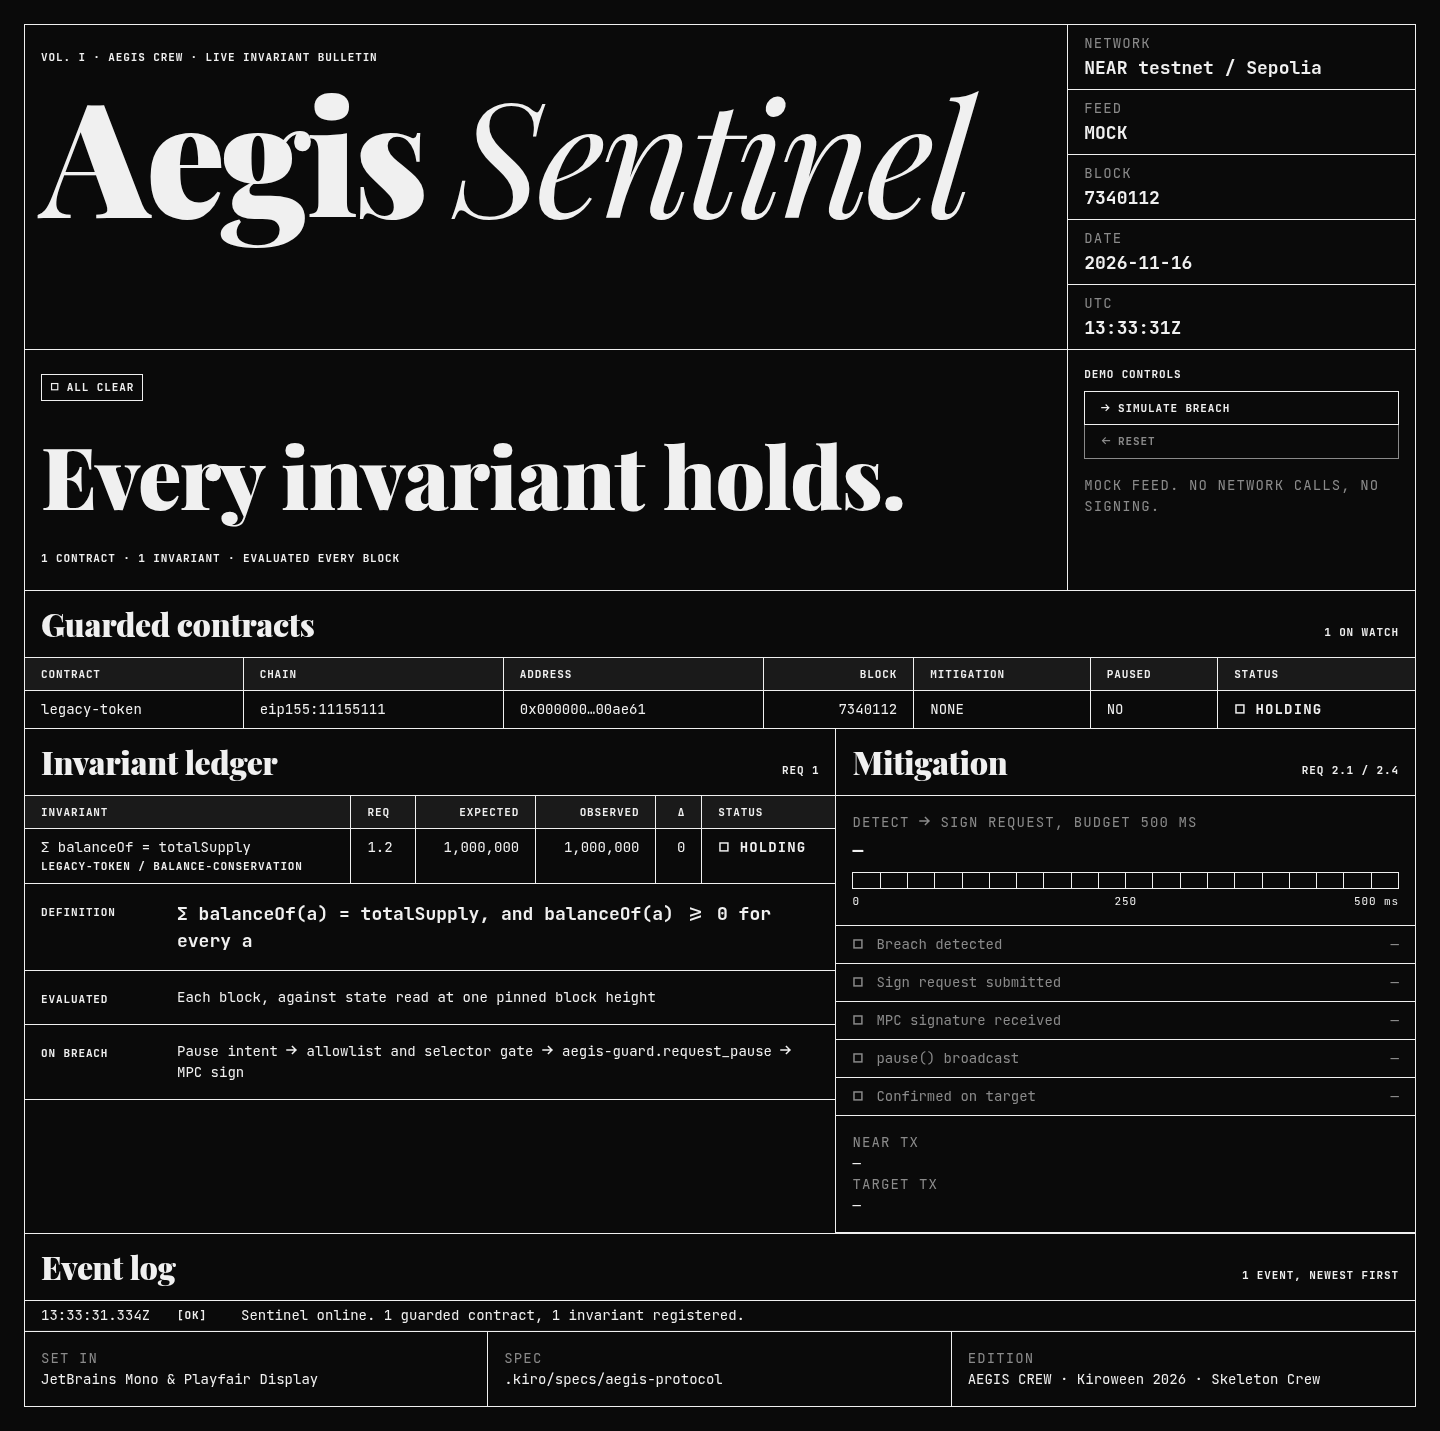 VOL. I · AEGIS CREW · LIVE INVARIANT BULLETIN
Aegis Sentinel
NETWORK
NEAR testnet / Sepolia
FEED
MOCK
BLOCK
7340112
DATE
2026-11-16
UTC
13:33:31Z
□ ALL CLEAR
Every invariant holds.
1 CONTRACT · 1 INVARIANT · EVALUATED EVERY BLOCK
DEMO CONTROLS
→ SIMULATE BREACH
← RESET
MOCK FEED. NO NETWORK CALLS, NO
SIGNING.
Guarded contracts
1 ON WATCH
CONTRACT CHAIN ADDRESS BLOCK MITIGATION PAUSED STATUS
legacy-token eip155:11155111 0x000000…00ae61 7340112 NONE NO □ HOLDING
Invariant ledger
REQ 1
INVARIANT REQ EXPECTED OBSERVED Δ STATUS
Σ balanceOf = totalSupply 1.2 1,000,000 1,000,000 0 □ HOLDING
LEGACY-TOKEN / BALANCE-CONSERVATION
DEFINITION Σ balanceOf(a) = totalSupply, and balanceOf(a) ⩾ 0 for
every a
EVALUATED Each block, against state read at one pinned block height
ON BREACH Pause intent → allowlist and selector gate → aegis-guard.request_pause →
MPC sign
Mitigation
REQ 2.1 / 2.4
DETECT → SIGN REQUEST, BUDGET 500 MS
—
0 250 500 ms
□ Breach detected —
□ Sign request submitted —
□ MPC signature received —
□ pause() broadcast —
□ Confirmed on target —
NEAR TX
—
TARGET TX
—
Event log
1 EVENT, NEWEST FIRST
13:33:31.334Z [OK] Sentinel online. 1 guarded contract, 1 invariant registered.
SET IN
JetBrains Mono & Playfair Display
SPEC
.kiro/specs/aegis-protocol
EDITION
AEGIS CREW · Kiroween 2026 · Skeleton Crew